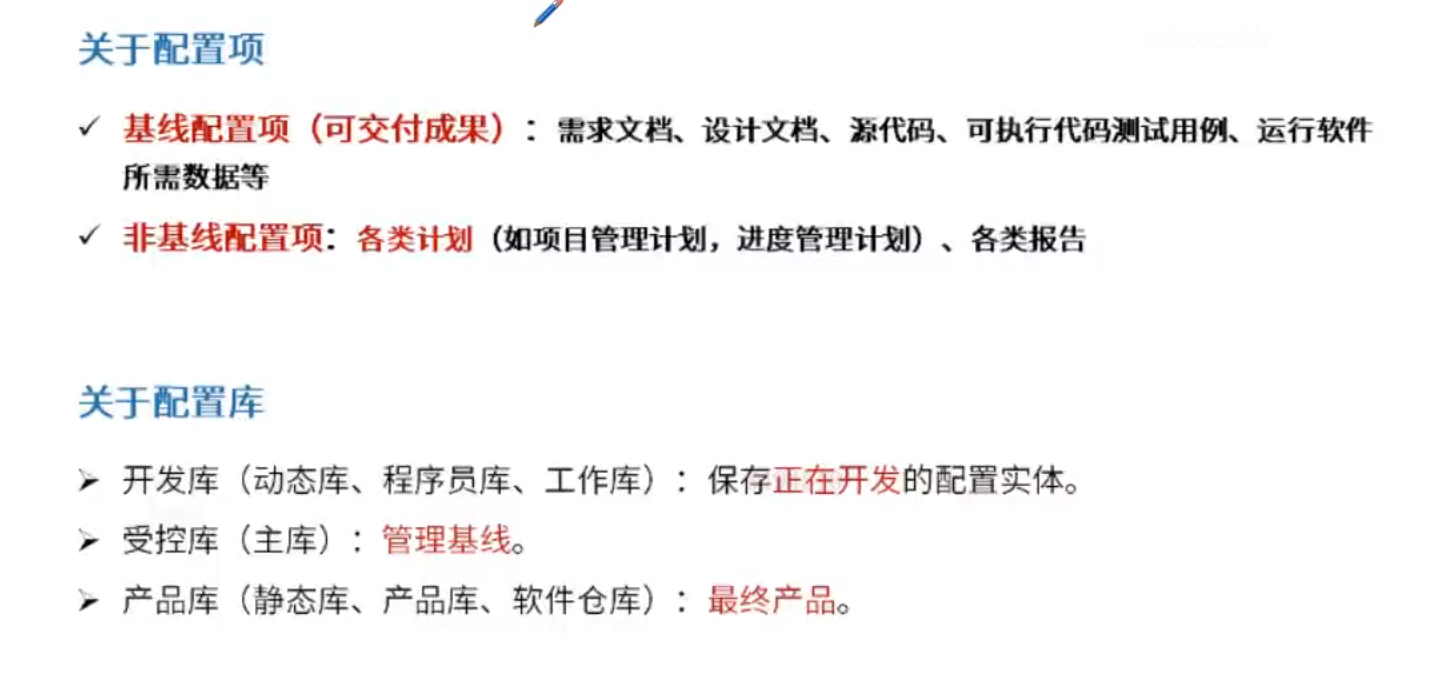 关于配置项
✓ 基线配置项（可交付成果）：需求文档、设计文档、源代码、可执行代码测试用例、运行软件
所需数据等
✓ 非基线配置项：各类计划（如项目管理计划，进度管理计划）、各类报告
关于配置库
➢ 开发库（动态库、程序员库、工作库）：保存正在开发的配置实体。
➢ 受控库（主库）：管理基线。
➢ 产品库（静态库、产品库、软件仓库）：最终产品。